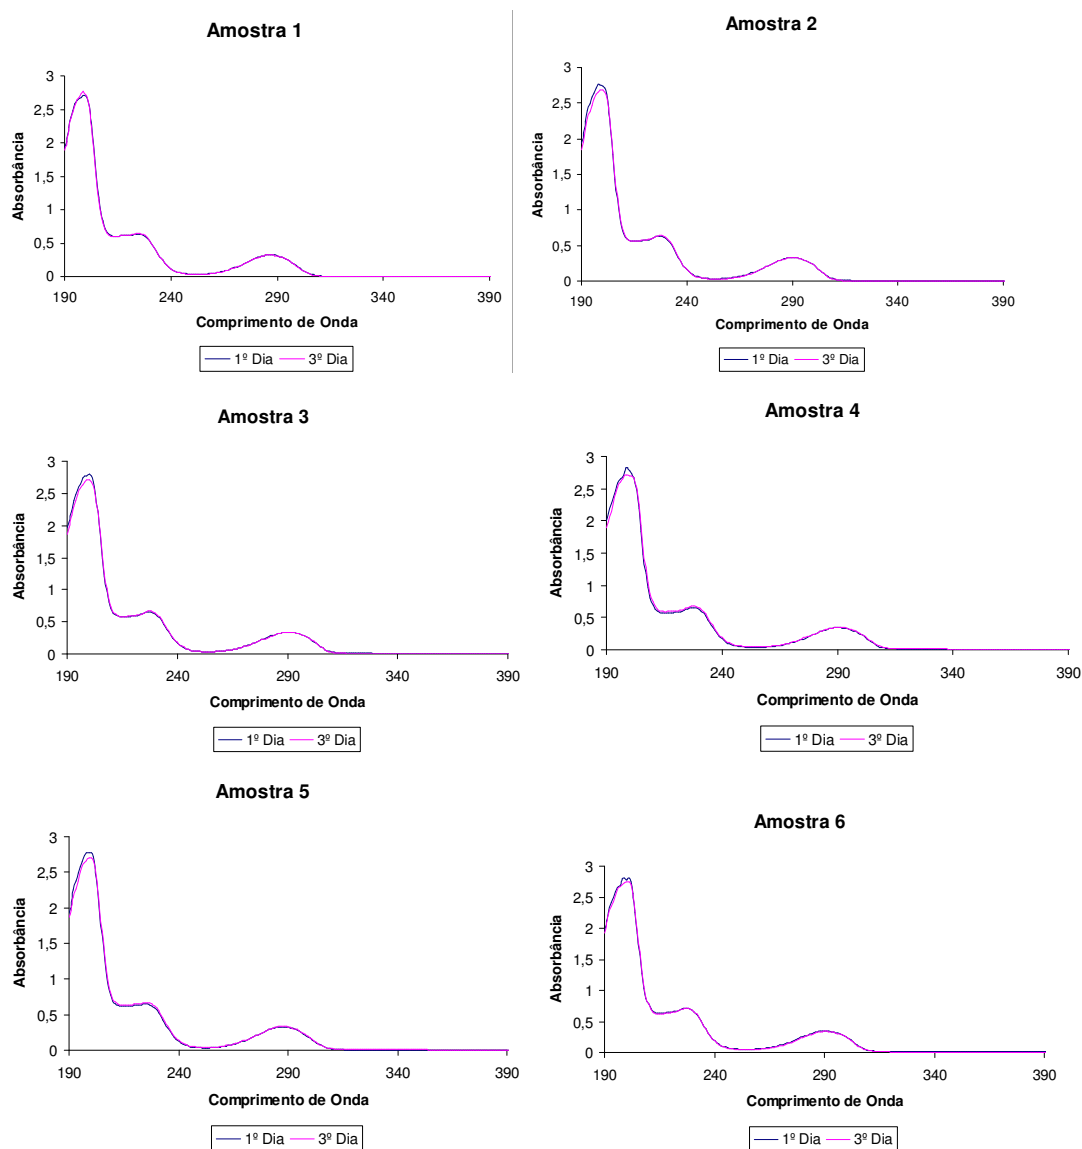 Amostra 1
3
2,5
2
1,5
1
0,5
0
Absorbância
190 240 290 340 390
Comprimento de Onda
1º Dia 3º Dia
Amostra 2
3
2,5
2
1,5
1
0,5
0
Absorbância
190 240 290 340 390
Comprimento de Onda
1º Dia 3º Dia
Amostra 3
3
2,5
2
1,5
1
0,5
0
Absorbância
190 240 290 340 390
Comprimento de Onda
1º Dia 3º Dia
Amostra 4
3
2,5
2
1,5
1
0,5
0
Absorbância
190 240 290 340 390
Comprimento de Onda
1º Dia 3º Dia
Amostra 5
3
2,5
2
1,5
1
0,5
0
Absorbância
190 240 290 340 390
Comprimento de Onda
1º Dia 3º Dia
Amostra 6
3
2,5
2
1,5
1
0,5
0
Absorbância
190 240 290 340 390
Comprimento de Onda
1º Dia 3º Dia